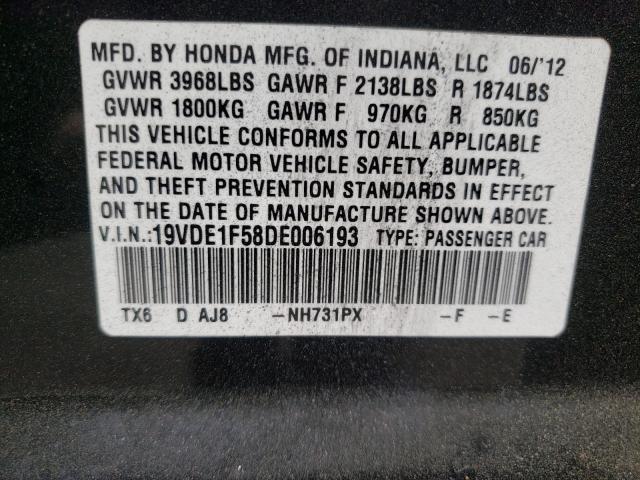 MFD. BY HONDA MFG. OF INDIANA, LLC 06/'12
GVWR 3968LBS GAWR F 2138LBS R 1874LBS
GVWR 1800KG GAWR F 970KG R 850KG
THIS VEHICLE CONFORMS TO ALL APPLICABLE
FEDERAL MOTOR VEHICLE SAFETY, BUMPER,
AND THEFT PREVENTION STANDARDS IN EFFECT
ON THE DATE OF MANUFACTURE SHOWN ABOVE.
V.I.N.:19VDE1F58DE006193 TYPE: PASSENGER CAR
TX6 D AJ8 -NH731PX -F -E